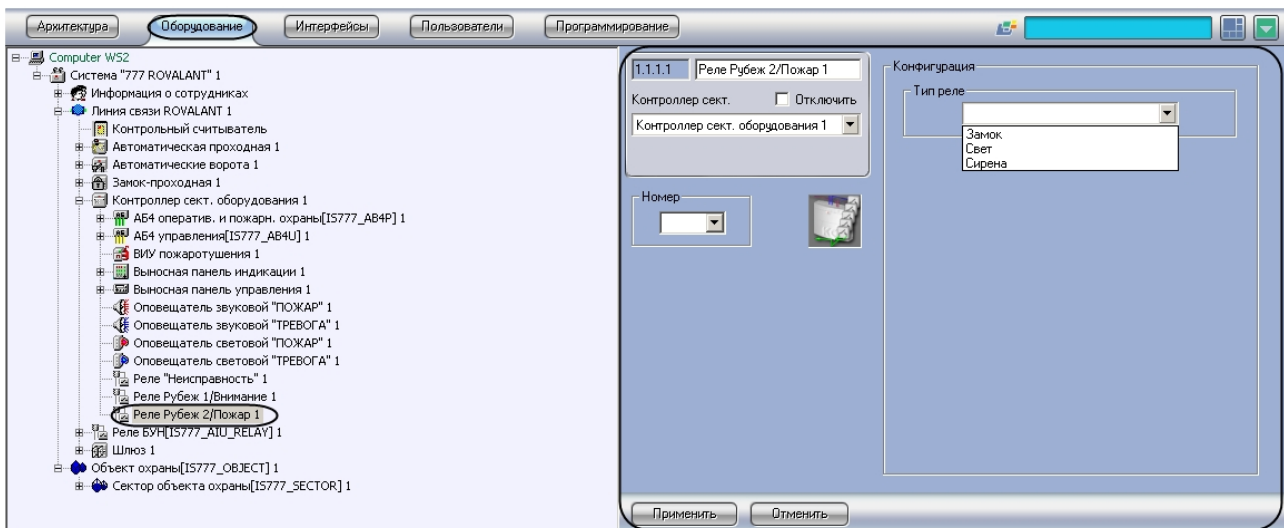 Архитектура
Оборудование
Интерфейсы
Пользователи
Программирование
Computer WS2
Система "777 ROVALANT" 1
Информация о сотрудниках
Линия связи ROVALANT 1
Контрольный считыватель
Автоматическая проходная 1
Автоматические ворота 1
Замок-проходная 1
Контроллер сект. оборудования 1
АБ4 оператив. и пожарн. охраны[IS777_AB4P] 1
АБ4 управления[IS777_AB4U] 1
ВИУ пожаротушения 1
Выносная панель индикации 1
Выносная панель управления 1
Оповещатель звуковой "ПОЖАР" 1
Оповещатель звуковой "ТРЕВОГА" 1
Оповещатель световой "ПОЖАР" 1
Оповещатель световой "ТРЕВОГА" 1
Реле "Неисправность" 1
Реле Рубеж 1/Внимание 1
Реле Рубеж 2/Пожар 1
Реле БУН[IS777_AIU_RELAY] 1
Шлюз 1
Объект охраны[IS777_OBJECT] 1
Сектор объекта охраны[IS777_SECTOR] 1
1.1.1.1 Реле Рубеж 2/Пожар 1
Контроллер сект. Отключить
Контроллер сект. оборудования 1
Номер
Конфигурация
Тип реле
Замок
Свет
Сирена
Применить
Отменить